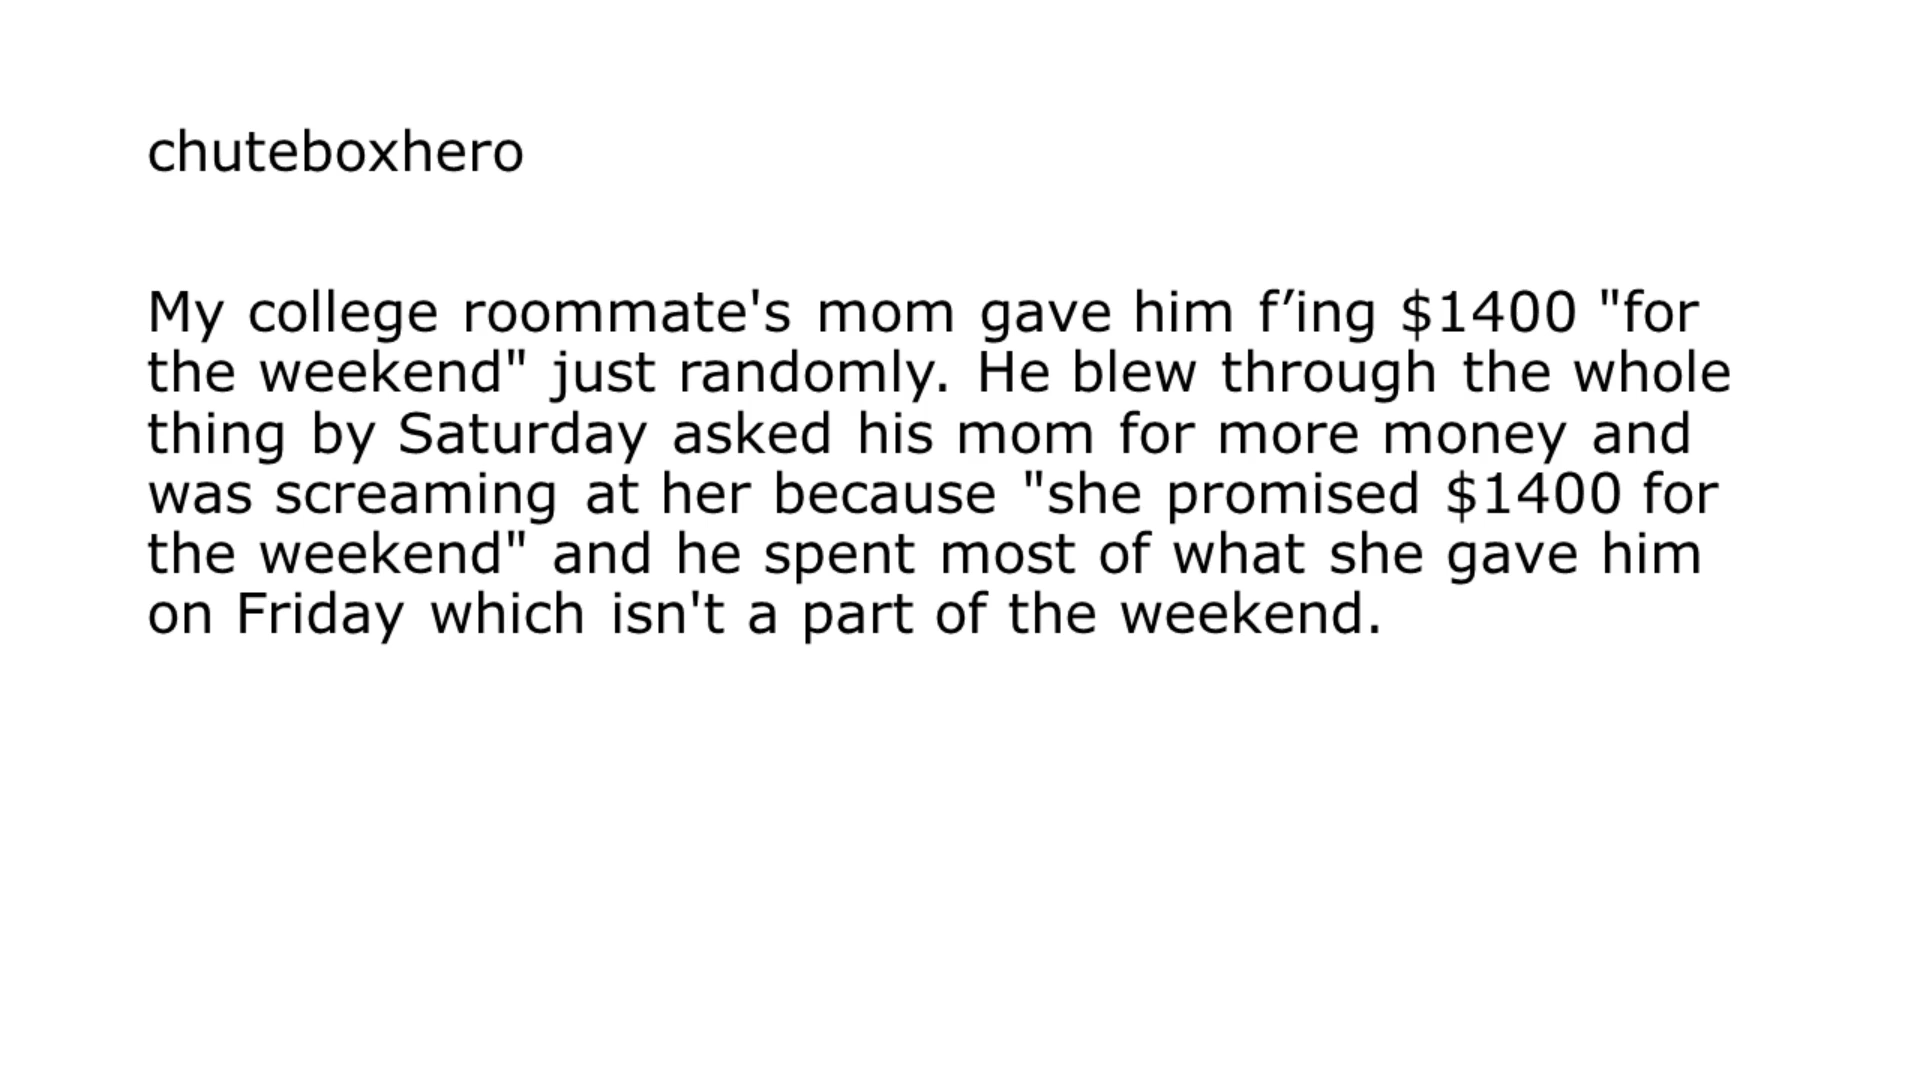 chuteboxhero
My college roommate's mom gave him f’ing $1400 "for
the weekend" just randomly. He blew through the whole
thing by Saturday asked his mom for more money and
was screaming at her because "she promised $1400 for
the weekend" and he spent most of what she gave him
on Friday which isn't a part of the weekend.